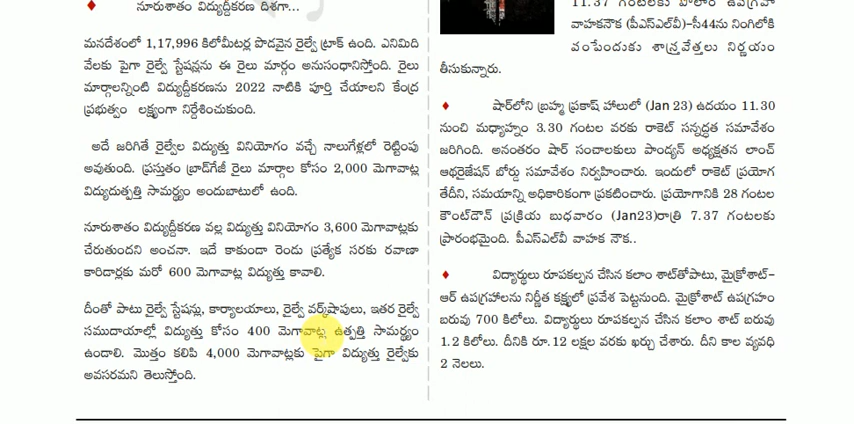 ♦ నూరుశాతం విద్యుద్దీకరణ దిశగా...
మనదేశంలో 1,17,996 కిలోమీటర్ల పొడవైన రైల్వే ట్రాక్ ఉంది. ఎనిమిది
వేలకు పైగా రైల్వే స్టేషన్లను ఈ రైలు మార్గం అనుసంధానిస్తోంది. రైలు
మార్గాలన్నింటి విద్యుద్దీకరణను 2022 నాటికి పూర్తి చేయాలని కేంద్ర
ప్రభుత్వం లక్ష్యంగా నిర్దేశించుకుంది.
అదే జరిగితే రైల్వేల విద్యుత్తు వినియోగం వచ్చే నాలుగేళ్లలో రెట్టింపు
అవుతుంది. ప్రస్తుతం బ్రాడ్‌గేజీ రైలు మార్గాల కోసం 2,000 మెగావాట్ల
విద్యుదుత్పత్తి సామర్థ్యం అందుబాటులో ఉంది.
నూరుశాతం విద్యుద్దీకరణ వల్ల విద్యుత్తు వినియోగం 3,600 మెగావాట్లకు
చేరుతుందని అంచనా. ఇదే కాకుండా రెండు ప్రత్యేక సరకు రవాణా
కారిడార్లకు మరో 600 మెగావాట్ల విద్యుత్తు కావాలి.
దీంతో పాటు రైల్వే స్టేషన్లు, కార్యాలయాలు, రైల్వే వర్క్‌షాపులు, ఇతర రైల్వే
సముదాయాల్లో విద్యుత్తు కోసం 400 మెగావాట్ల ఉత్పత్తి సామర్థ్యం
ఉండాలి. మొత్తం కలిపి 4,000 మెగావాట్లకు పైగా విద్యుత్తు రైల్వేకు
అవసరమని తెలుస్తోంది.
11.37 గంటలకు పోలార్ ఉపగ్రహ
వాహకనౌక (పీఎస్ఎల్‌వీ)-సీ44ను నింగిలోకి
పంపేందుకు శాస్త్రవేత్తలు నిర్ణయం
తీసుకున్నారు.
♦ షార్‌లోని బ్రహ్మ ప్రకాష్ హాలులో (Jan 23) ఉదయం 11.30
నుంచి మధ్యాహ్నం 3.30 గంటల వరకు రాకెట్ సన్నద్ధత సమావేశం
జరిగింది. అనంతరం షార్ సంచాలకులు పాండ్యన్ అధ్యక్షతన లాంచ్
ఆథరైజేషన్ బోర్డు సమావేశం నిర్వహించారు. ఇందులో రాకెట్ ప్రయోగ
తేదీని, సమయాన్ని అధికారికంగా ప్రకటించారు. ప్రయోగానికి 28 గంటల
కౌంట్‌డౌన్ ప్రక్రియ బుధవారం (Jan23)రాత్రి 7.37 గంటలకు
ప్రారంభమైంది. పీఎస్ఎల్‌వీ వాహక నౌక..
♦ విద్యార్థులు రూపకల్పన చేసిన కలాం శాట్‌తోపాటు, మైక్రోశాట్-
ఆర్ ఉపగ్రహాలను నిర్ణీత కక్ష్యలో ప్రవేశ పెట్టనుంది. మైక్రోశాట్ ఉపగ్రహం
బరువు 700 కిలోలు. విద్యార్థులు రూపకల్పన చేసిన కలాం శాట్ బరువు
1.2 కిలోలు. దీనికి రూ.12 లక్షల వరకు ఖర్చు చేశారు. దీని కాల వ్యవధి
2 నెలలు.